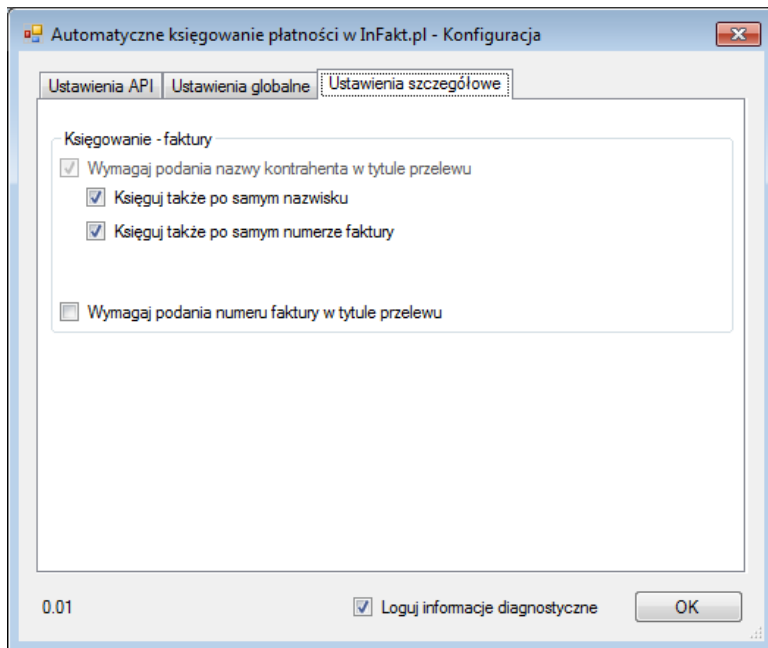 Automatyczne księgowanie płatności w InFakt.pl - Konfiguracja
Ustawienia API Ustawienia globalne Ustawienia szczegółowe
Księgowanie - faktury
Wymagaj podania nazwy kontrahenta w tytule przelewu
Księguj także po samym nazwisku
Księguj także po samym numerze faktury
Wymagaj podania numeru faktury w tytule przelewu
0.01 Loguj informacje diagnostyczne OK